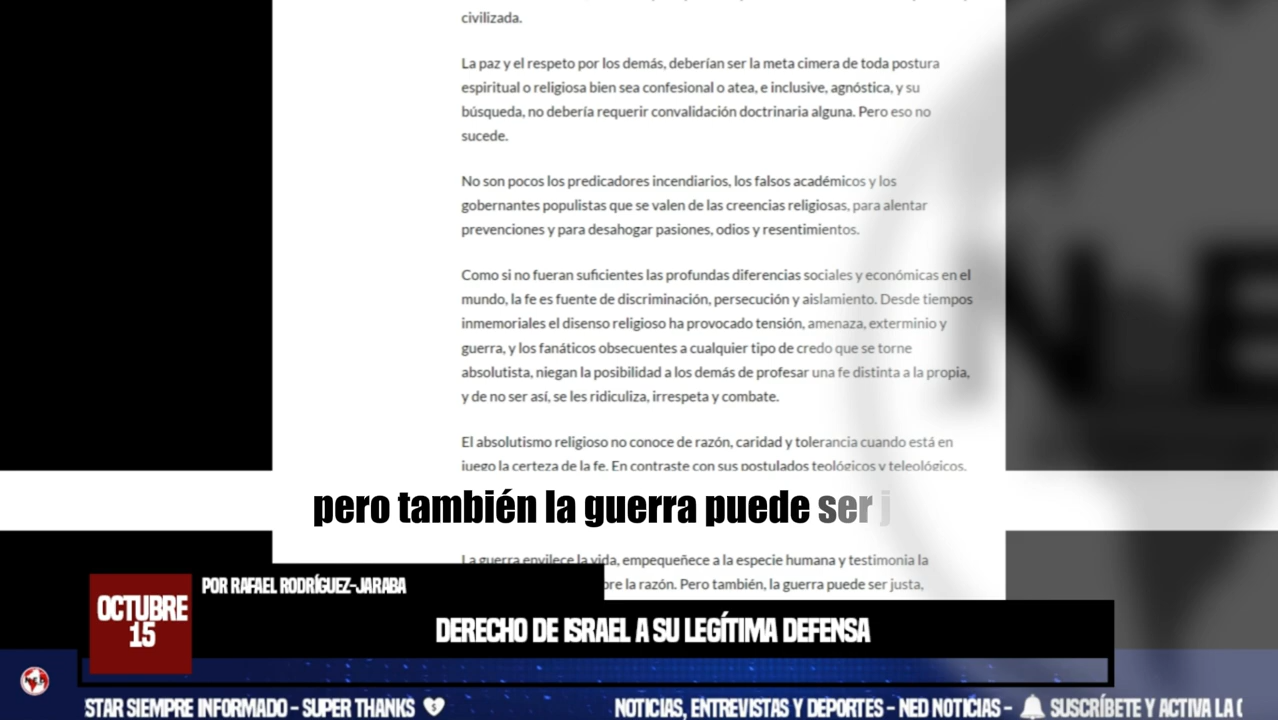 civilizada.
La paz y el respeto por los demás, deberían ser la meta cimera de toda postura
espiritual o religiosa bien sea confesional o atea, e inclusive, agnóstica, y su
búsqueda, no debería requerir convalidación doctrinaria alguna. Pero eso no
sucede.
No son pocos los predicadores incendiarios, los falsos académicos y los
gobernantes populistas que se valen de las creencias religiosas, para alentar
prevenciones y para desahogar pasiones, odios y resentimientos.
Como si no fueran suficientes las profundas diferencias sociales y económicas en el
mundo, la fe es fuente de discriminación, persecución y aislamiento. Desde tiempos
inmemoriales el disenso religioso ha provocado tensión, amenaza, exterminio y
guerra, y los fanáticos obsecuentes a cualquier tipo de credo que se torne
absolutista, niegan la posibilidad a los demás de profesar una fe distinta a la propia,
y de no ser así, se les ridiculiza, irrespeta y combate.
El absolutismo religioso no conoce de razón, caridad y tolerancia cuando está en
juego la certeza de la fe. En contraste con sus postulados teológicos y teleológicos,
pero también la guerra puede ser j
La guerra envilece la vida, empequeñece a la especie humana y testimonia la
re la razón. Pero también, la guerra puede ser justa,
POR RAFAEL RODRÍGUEZ-JARABA
OCTUBRE
15
DERECHO DE ISRAEL A SU LEGÍTIMA DEFENSA
STAR SIEMPRE INFORMADO - SUPER THANKS
NOTICIAS, ENTREVISTAS Y DEPORTES - NED NOTICIAS -
SUSCRÍBETE Y ACTIVA LA
N E